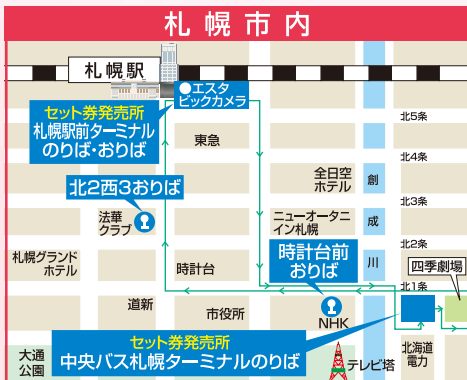 札幌市内
札幌駅
エスタ
ビックカメラ
セット券発売所
札幌駅前ターミナル
のりば・おりば
北5条
東急
北4条
北2西3おりば
全日空
ホテル
創成川
北3条
法華
クラブ
ニューオータニ
イン札幌
北2条
札幌グランド
ホテル
時計台
時計台前
おりば
四季劇場
北1条
道新
市役所
NHK
セット券発売所
中央バス札幌ターミナルのりば
大通
公園
テレビ塔
北海道
電力